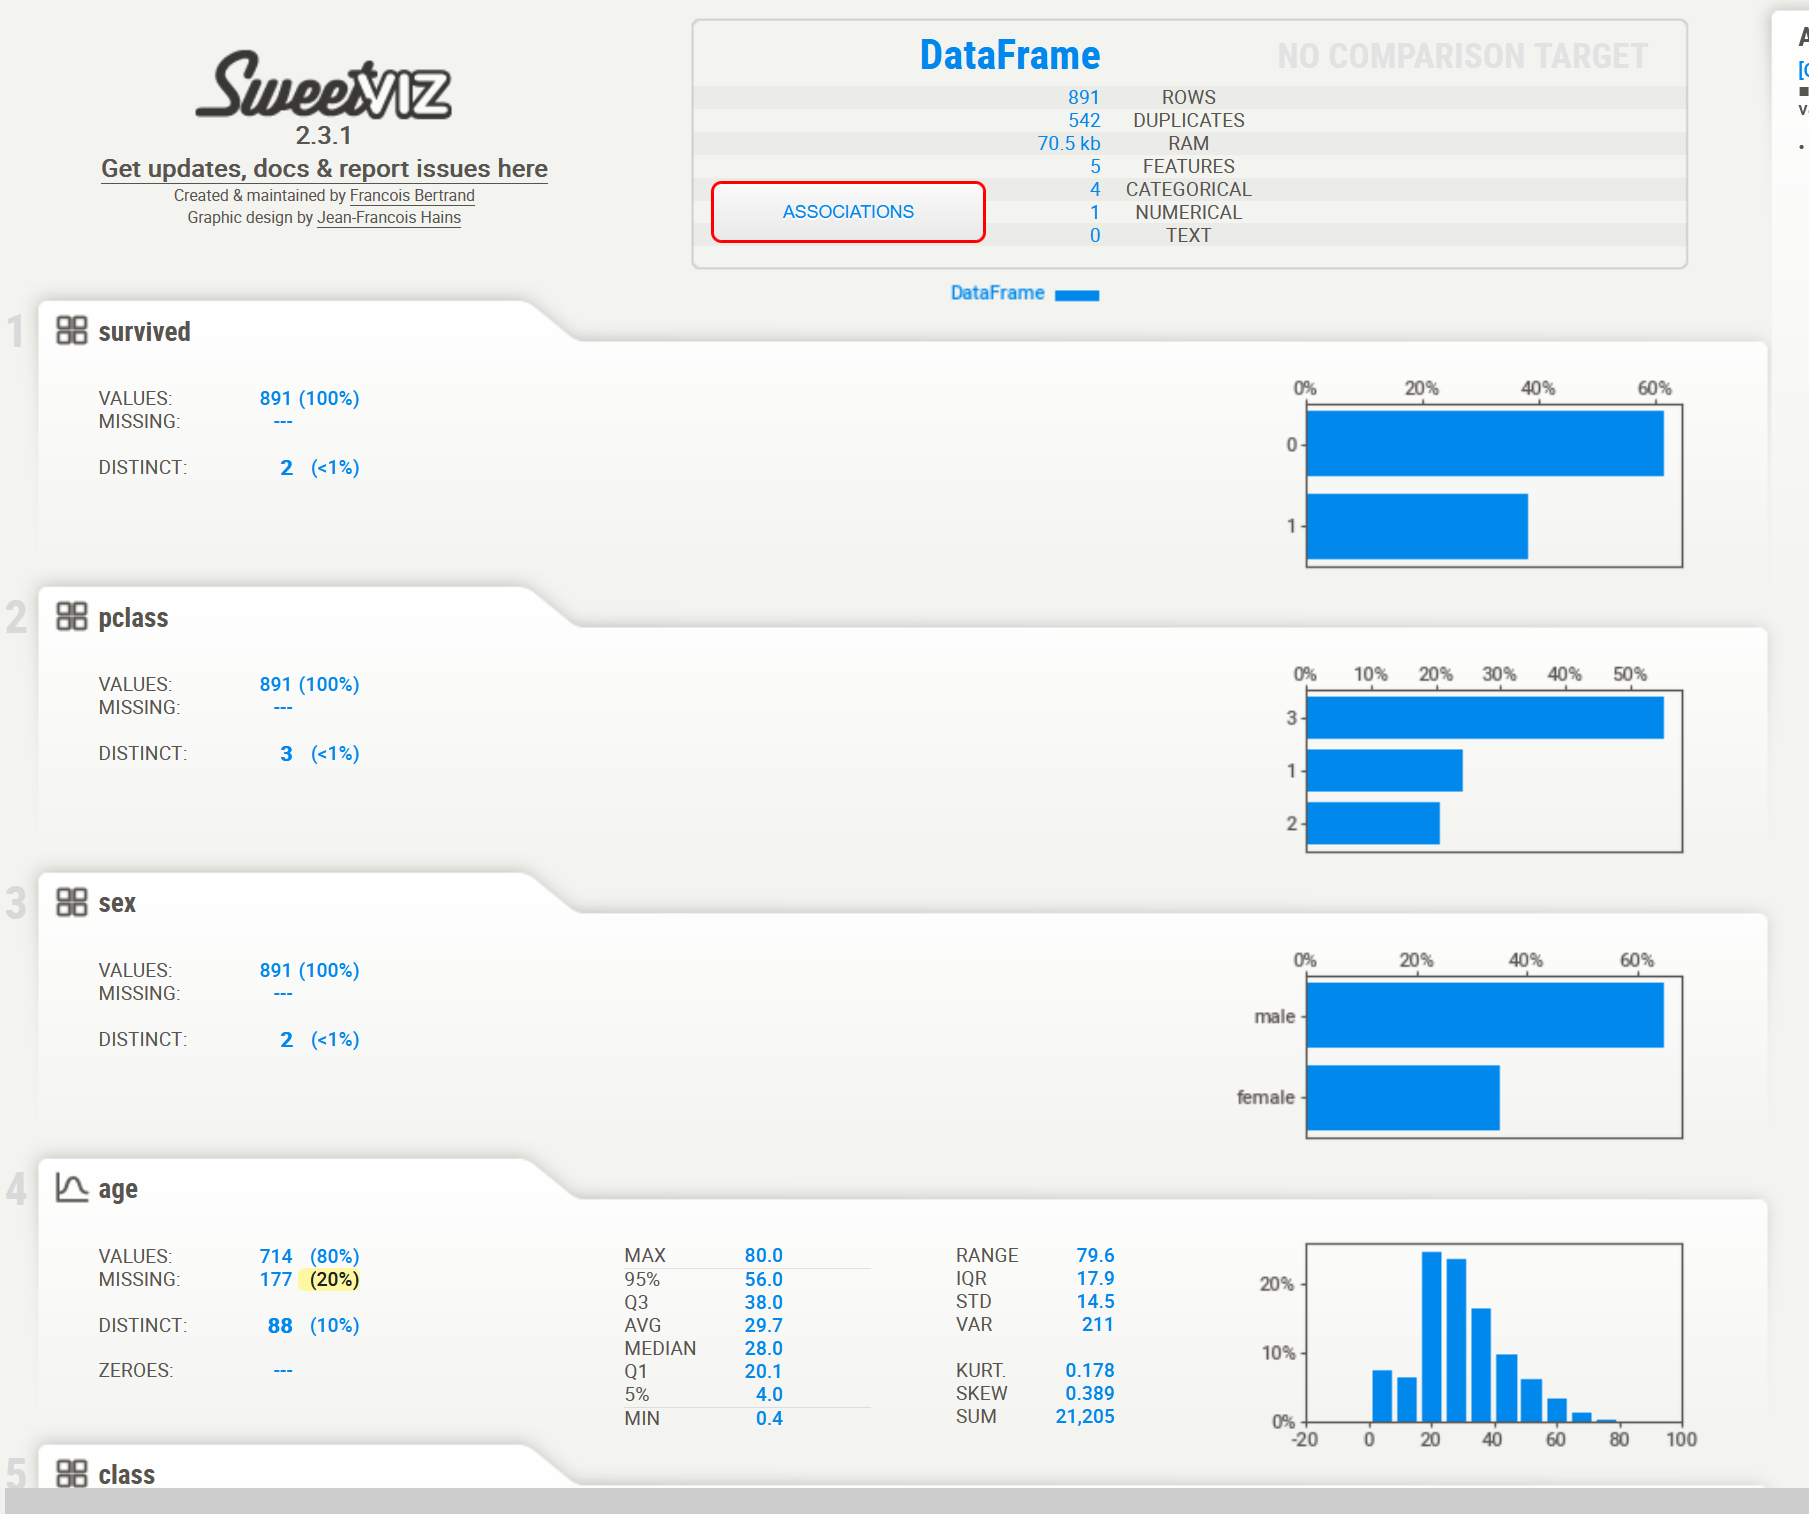 SweetVIZ
2.3.1
Get updates, docs & report issues here
Created & maintained by Francois Bertrand
Graphic design by Jean-Francois Hains
DataFrame NO COMPARISON TARGET
891 ROWS
542 DUPLICATES
70.5 kb RAM
5 FEATURES
4 CATEGORICAL
ASSOCIATIONS
1 NUMERICAL
0 TEXT
DataFrame
1 survived
VALUES: 891 (100%)
MISSING: ---
DISTINCT: 2 (<1%)
0% 20% 40% 60%
0
1
2 pclass
VALUES: 891 (100%)
MISSING: ---
DISTINCT: 3 (<1%)
0% 10% 20% 30% 40% 50%
3
1
2
3 sex
VALUES: 891 (100%)
MISSING: ---
DISTINCT: 2 (<1%)
0% 20% 40% 60%
male
female
4 age
VALUES: 714 (80%)
MISSING: 177 (20%)
DISTINCT: 88 (10%)
ZEROES: ---
MAX 80.0
95% 56.0
Q3 38.0
AVG 29.7
MEDIAN 28.0
Q1 20.1
5% 4.0
MIN 0.4
RANGE 79.6
IQR 17.9
STD 14.5
VAR 211
KURT. 0.178
SKEW 0.389
SUM 21,205
20%
10%
0%
-20 0 20 40 60 80 100
5 class